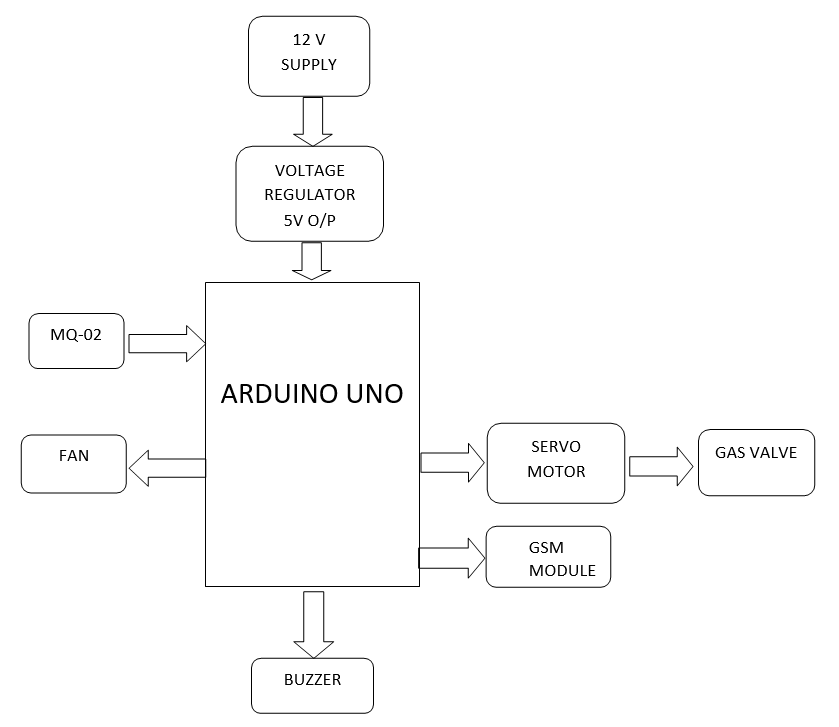 12 V
SUPPLY
VOLTAGE
REGULATOR
5V O/P
MQ-02
ARDUINO UNO
FAN
SERVO
MOTOR
GAS VALVE
GSM
MODULE
BUZZER